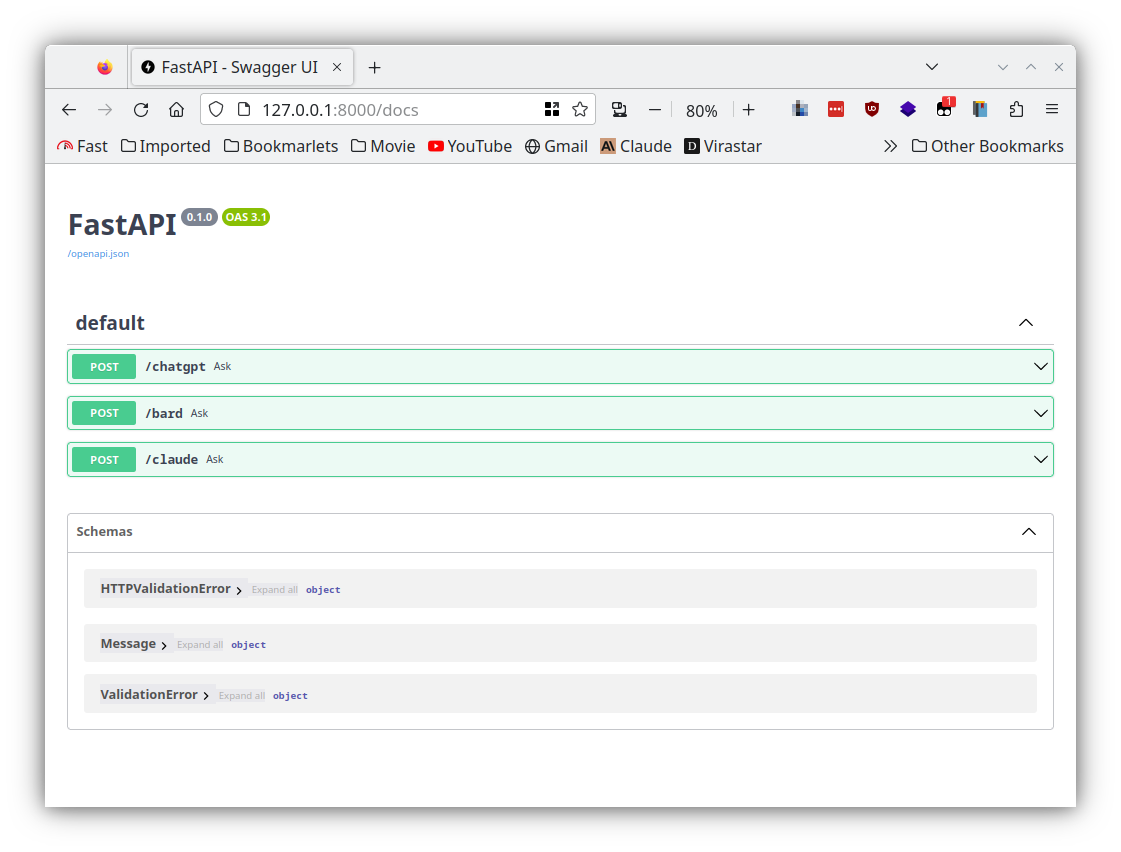 FastAPI - Swagger UI
127.0.0.1:8000/docs
80%
1
Fast Imported Bookmarlets Movie YouTube Gmail Claude Virastar Other Bookmarks
FastAPI 0.1.0 OAS 3.1
/openapi.json
default
POST /chatgpt Ask
POST /bard Ask
POST /claude Ask
Schemas
HTTPValidationError Expand all object
Message Expand all object
ValidationError Expand all object